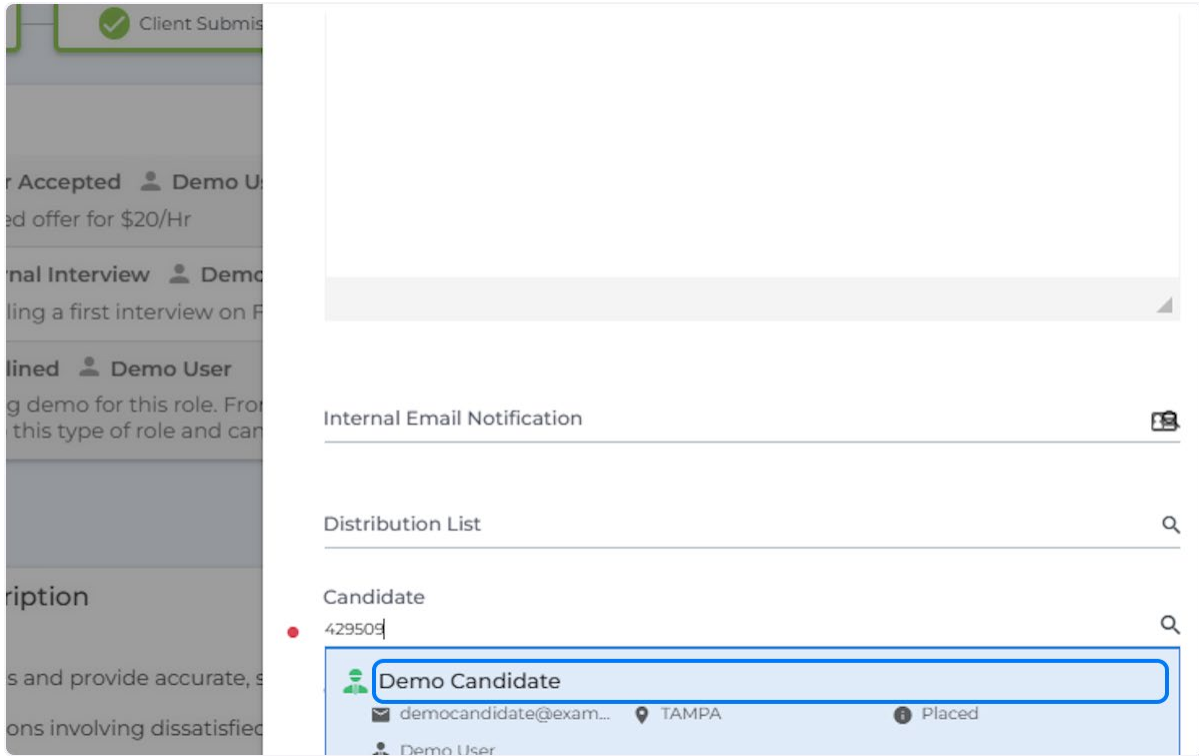 Client Submis
r Accepted Demo U
ed offer for $20/Hr
rnal Interview Demo
ling a first interview on F
lined Demo User
g demo for this role. Fror
this type of role and can
ription
s and provide accurate, s
ons involving dissatisfied
Internal Email Notification
Distribution List
Candidate
429509
Demo Candidate
democandidate@exam... TAMPA Placed
Demo User